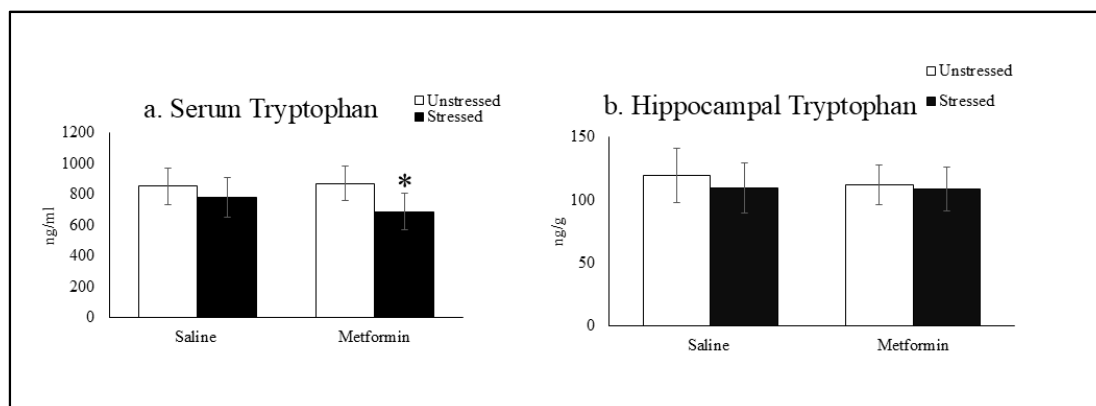 a. Serum Tryptophan
Unstressed
Stressed
1200
1000
800
600
400
200
0
ng/ml
*
Saline
Metformin
b. Hippocampal Tryptophan
Unstressed
Stressed
150
100
50
0
ng/g
Saline
Metformin